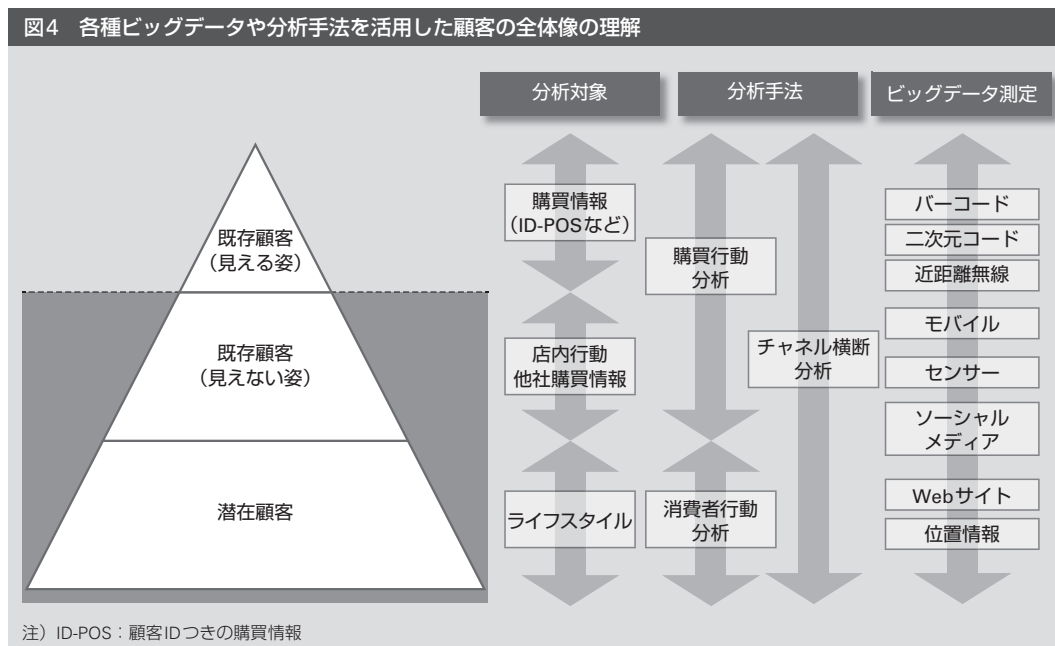 図4 各種ビッグデータや分析手法を活用した顧客の全体像の理解
分析対象
分析手法
ビッグデータ測定
既存顧客
（見える姿）
既存顧客
（見えない姿）
潜在顧客
購買情報
（ID-POSなど）
店内行動
他社購買情報
ライフスタイル
購買行動
分析
消費者行動
分析
チャネル横断
分析
バーコード
二次元コード
近距離無線
モバイル
センサー
ソーシャル
メディア
Webサイト
位置情報
注）ID-POS：顧客IDつきの購買情報